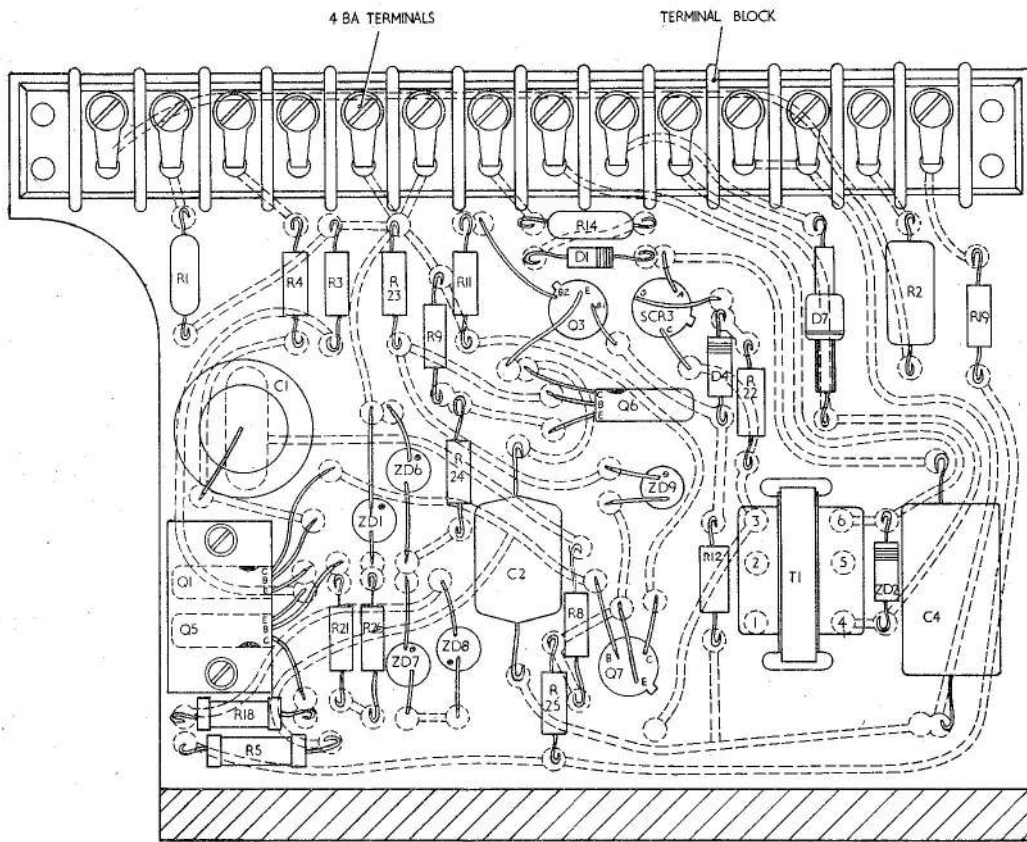 4 BA TERMINALS
TERMINAL BLOCK
R1
R4
R3
R
23
R9
R11
R14
D1
B2
E
B1
Q3
G
A
SCR3
C
D4
R
22
D7
R2
R19
C1
C
B
E
Q6
ZD6
R
24
ZD9
ZD1
Q1
C
B
E
Q5
E
B
C
R21
R26
ZD7
ZD8
C2
R8
R
25
B
C
E
Q7
R12
3
2
1
T1
6
5
4
ZD2
C4
R18
R5